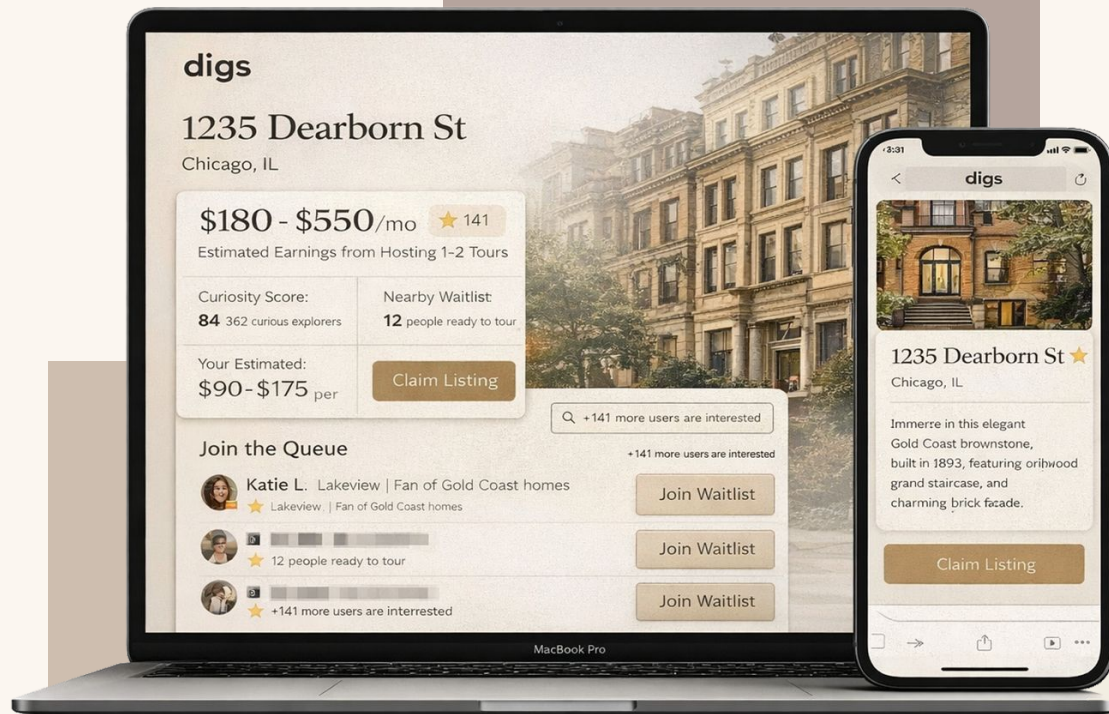 digs
1235 Dearborn St
Chicago, IL
$180 - $550/mo
141
Estimated Earnings from Hosting 1-2 Tours
Curiosity Score:
84 362 curious explorers
Nearby Waitlist:
12 people ready to tour
Your Estimated:
$90-$175 per
Claim Listing
+141 more users are interested
Join the Queue
+141 more users are interested
Katie L. Lakeview | Fan of Gold Coast homes
Lakeview | Fan of Gold Coast homes
Join Waitlist
12 people ready to tour
Join Waitlist
+141 more users are interrested
Join Waitlist
MacBook Pro
3:31
digs
1235 Dearborn St
Chicago, IL
Immerre in this elegant
Gold Coast brownstone,
built in 1893, featuring
grand staircase, and
charming brick facade.
Claim Listing